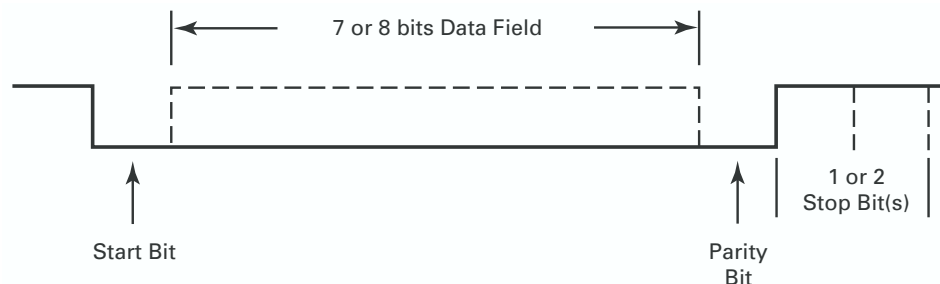 7 or 8 bits Data Field
1 or 2
Stop Bit(s)
Start Bit
Parity
Bit